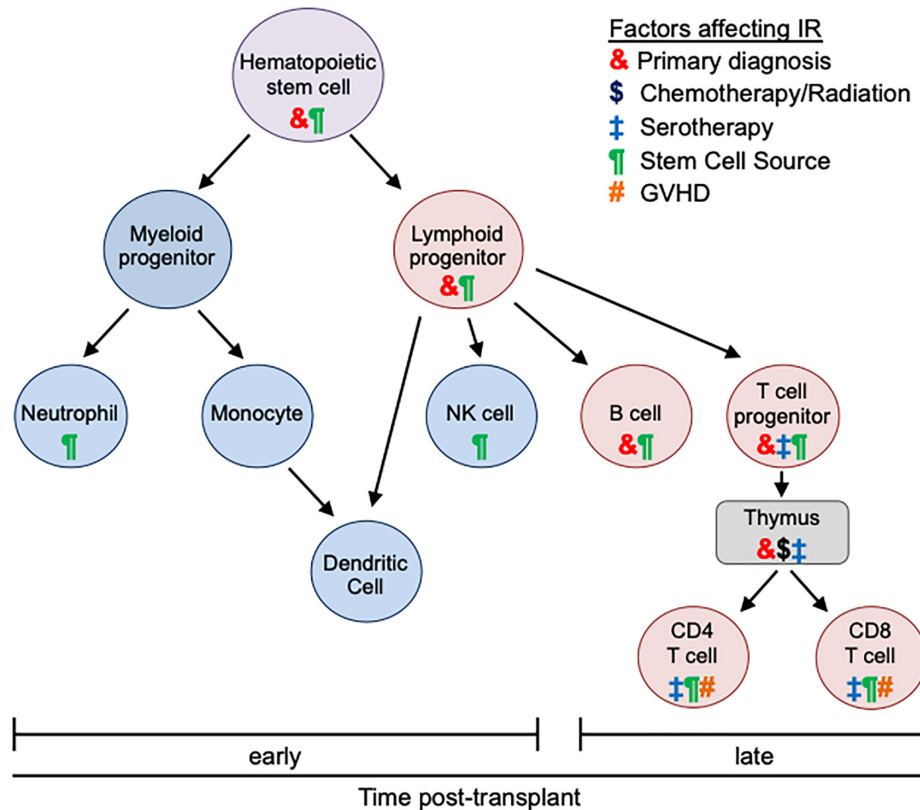 Factors affecting IR
& Primary diagnosis
$ Chemotherapy/Radiation
‡ Serotherapy
¶ Stem Cell Source
# GVHD
Hematopoietic
stem cell
&¶
Myeloid
progenitor
Lymphoid
progenitor
&¶
Neutrophil
¶
Monocyte
NK cell
¶
B cell
&¶
T cell
progenitor
&‡¶
Dendritic
Cell
Thymus
&$‡
CD4
T cell
‡¶#
CD8
T cell
‡¶#
early
late
Time post-transplant